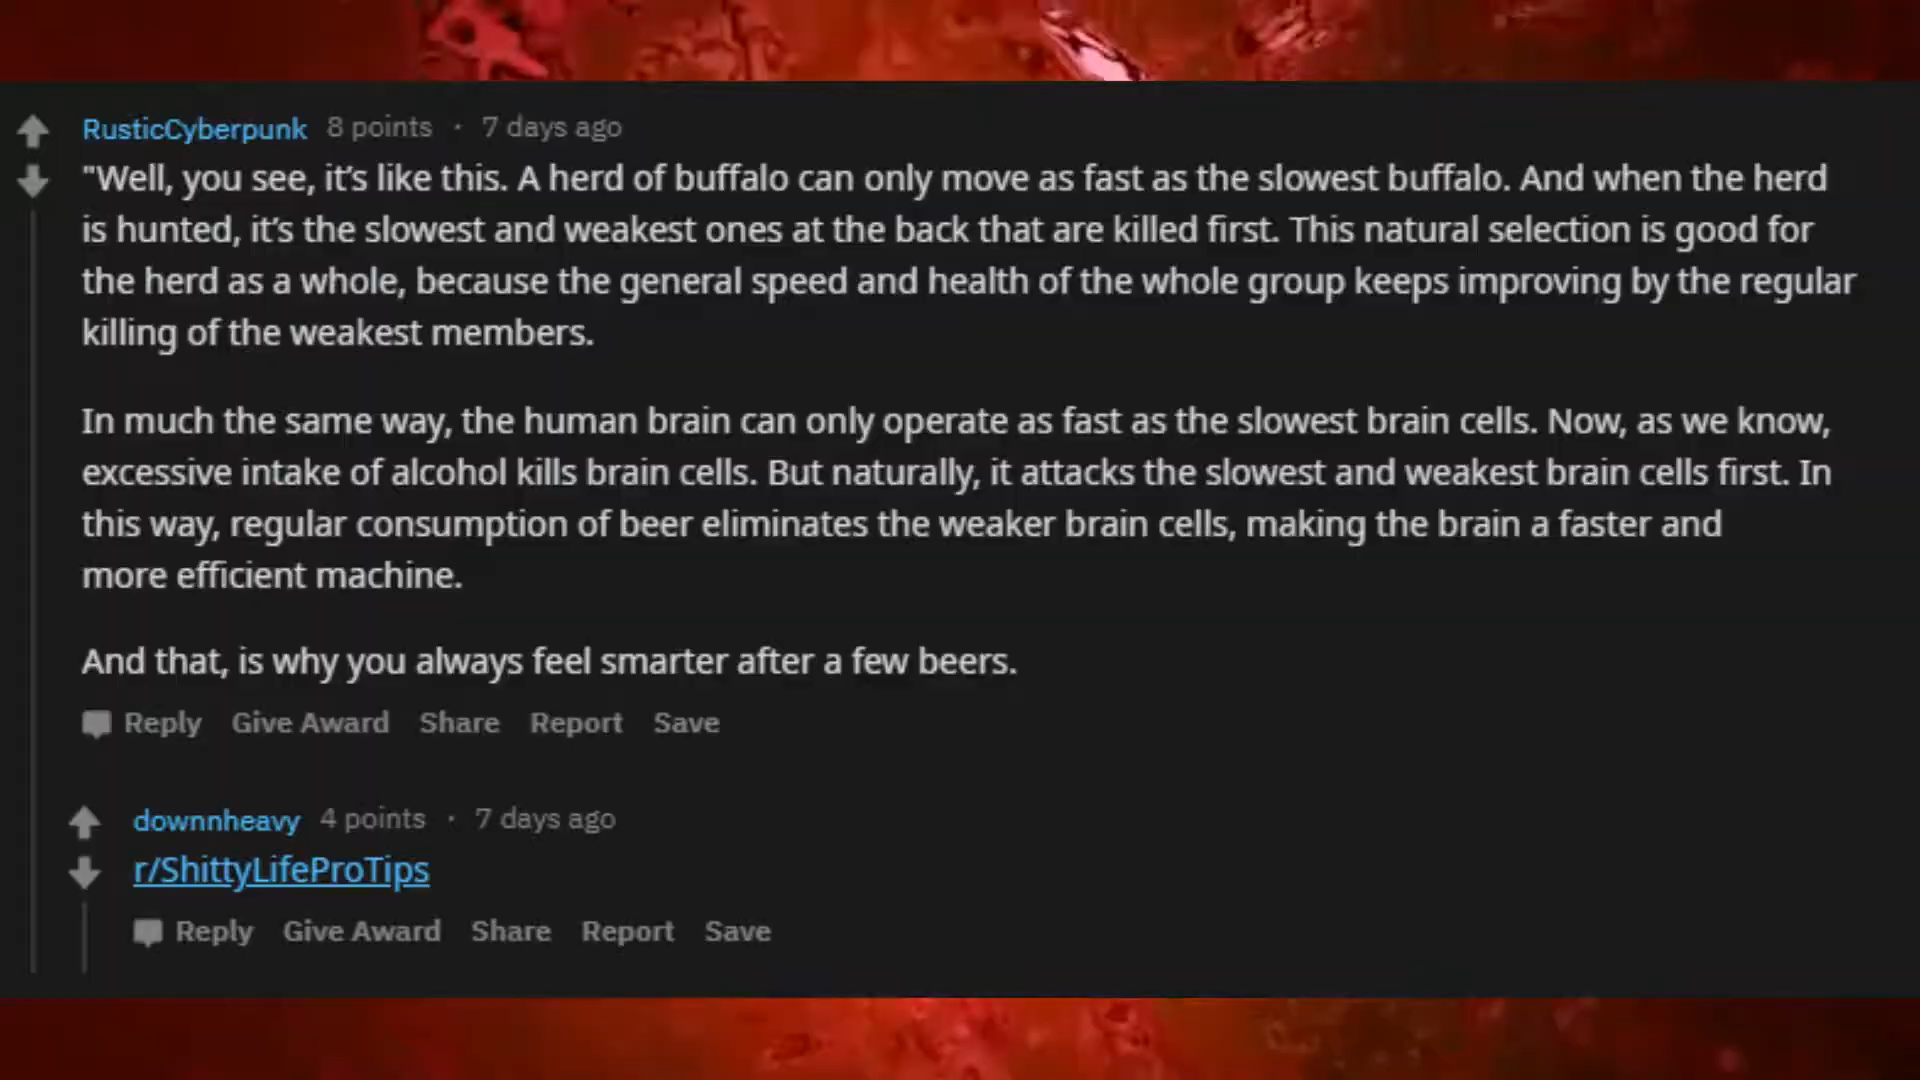 RusticCyberpunk 8 points · 7 days ago
"Well, you see, it’s like this. A herd of buffalo can only move as fast as the slowest buffalo. And when the herd
is hunted, it’s the slowest and weakest ones at the back that are killed first. This natural selection is good for
the herd as a whole, because the general speed and health of the whole group keeps improving by the regular
killing of the weakest members.
In much the same way, the human brain can only operate as fast as the slowest brain cells. Now, as we know,
excessive intake of alcohol kills brain cells. But naturally, it attacks the slowest and weakest brain cells first. In
this way, regular consumption of beer eliminates the weaker brain cells, making the brain a faster and
more efficient machine.
And that, is why you always feel smarter after a few beers.
Reply Give Award Share Report Save
downnheavy 4 points · 7 days ago
r/ShittyLifeProTips
Reply Give Award Share Report Save